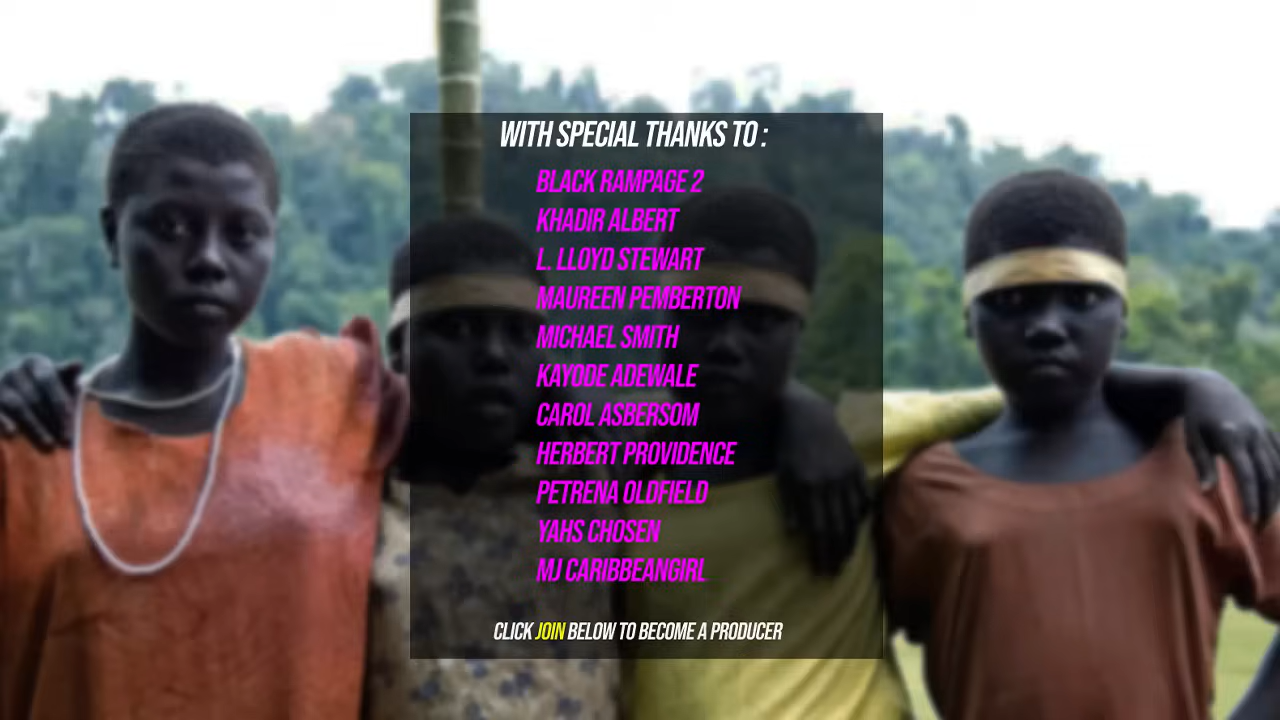 WITH SPECIAL THANKS TO :
BLACK RAMPAGE 2
KHADIR ALBERT
L. LLOYD STEWART
MAUREEN PEMBERTON
MICHAEL SMITH
KAYODE ADEWALE
CAROL ASBERSOM
HERBERT PROVIDENCE
PETRENA OLDFIELD
YAHS CHOSEN
MJ CARIBBEANGIRL
CLICK JOIN BELOW TO BECOME A PRODUCER